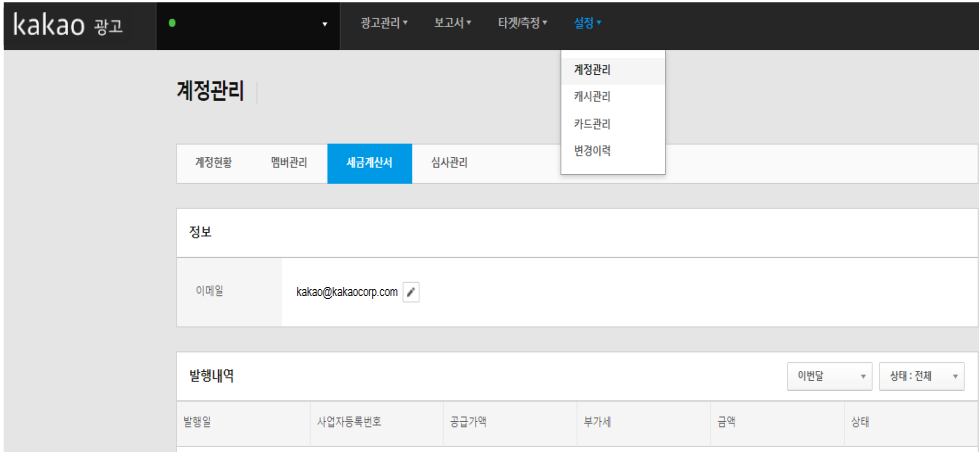 kakao 광고 광고관리 보고서 타겟/측정 설정
계정관리
캐시관리
카드관리
변경이력
계정관리
계정현황 멤버관리 세금계산서 심사관리
정보
이메일 kakao@kakaocorp.com
발행내역 이번달 상태 : 전체
발행일 사업자등록번호 공급가액 부가세 금액 상태